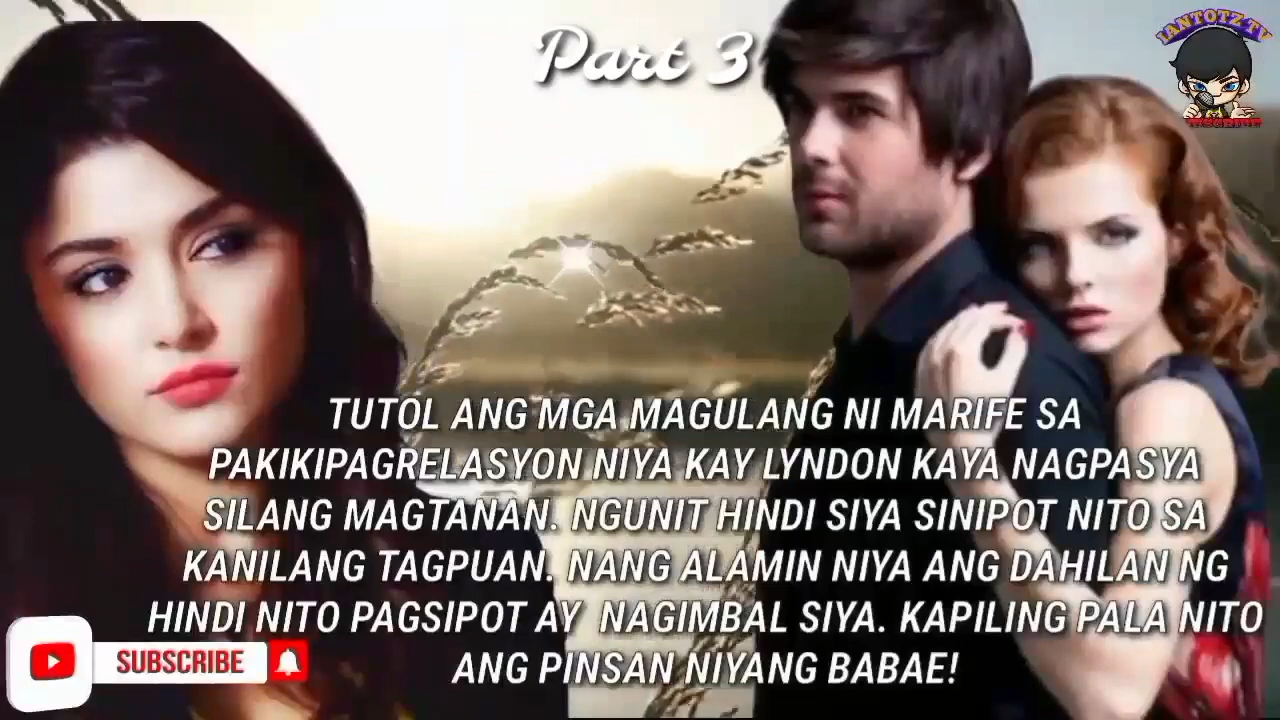 Part 3
IANTOTZ TV
TUTOL ANG MGA MAGULANG NI MARIFE SA
PAKIKIPAGRELASYON NIYA KAY LYNDON KAYA NAGPASYA
SILANG MAGTANAN. NGUNIT HINDI SIYA SINIPOT NITO SA
KANILANG TAGPUAN. NANG ALAMIN NIYA ANG DAHILAN NG
HINDI NITO PAGSIPOT AY NAGIMBAL SIYA. KAPILING PALA NITO
ANG PINSAN NIYANG BABAE!
SUBSCRIBE